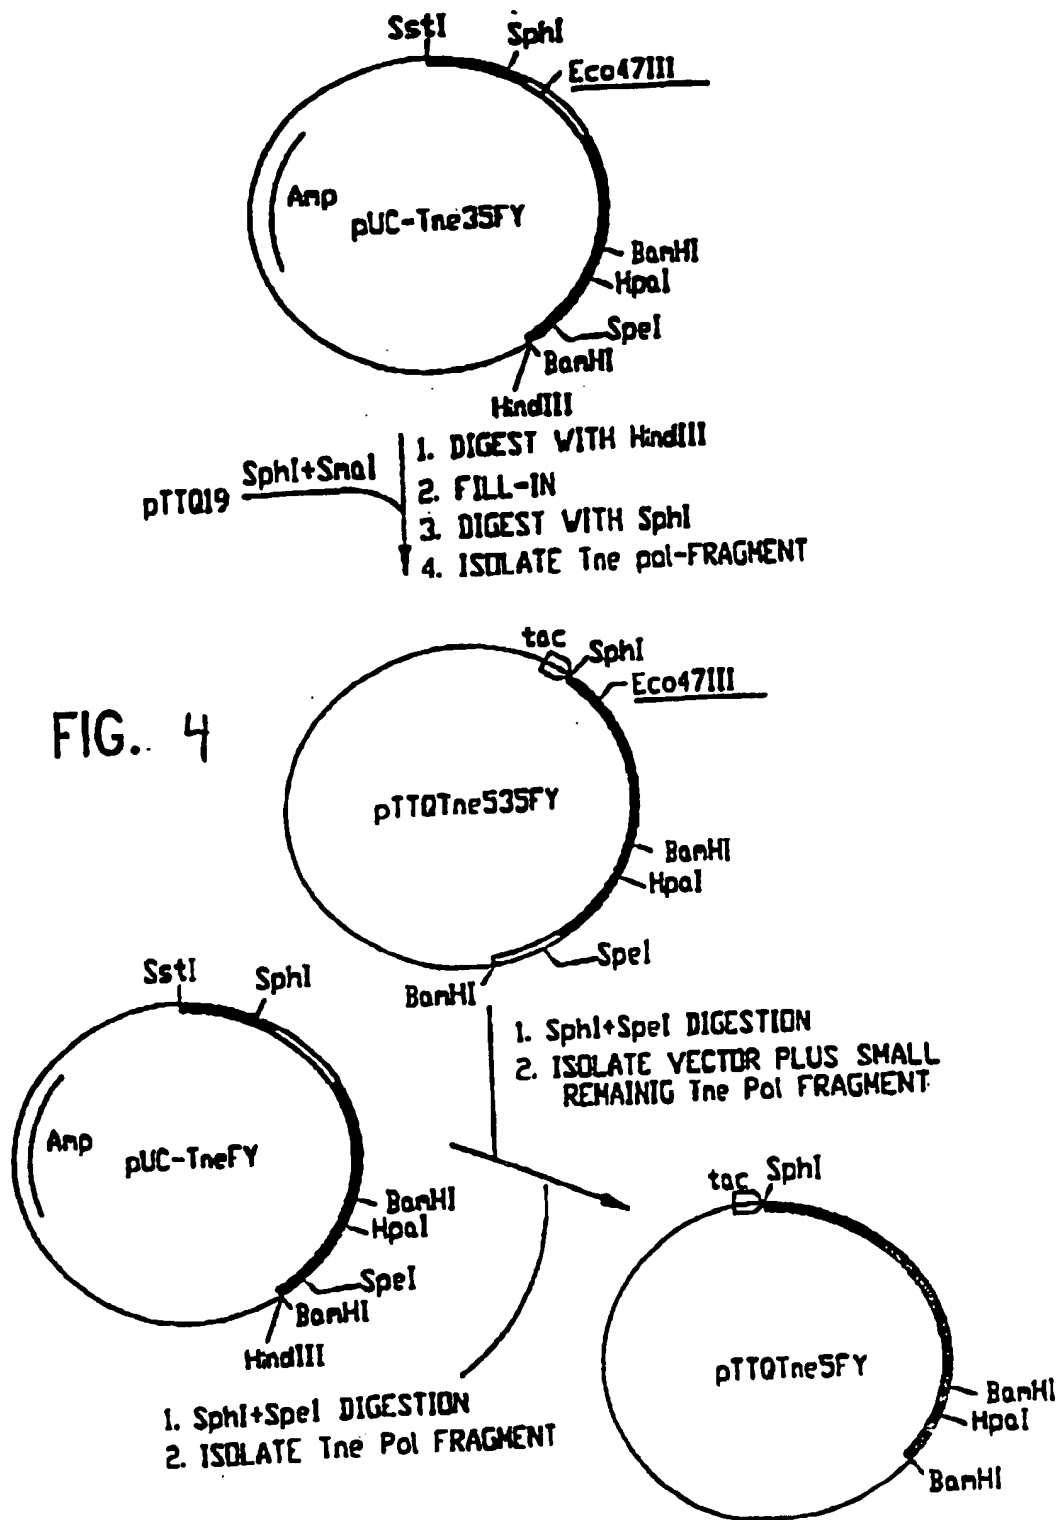 SstI
SphI
Eco47III
Amp
pUC-Tne35FY
BamHI
HpaI
SpeI
BamHI
HindIII
pTTQ19
SphI+SmaI
1. DIGEST WITH HindIII
2. FILL-IN
3. DIGEST WITH SphI
4. ISOLATE Tne pol-FRAGMENT
FIG. 4
tac
SphI
Eco47III
pTTQTne535FY
BamHI
HpaI
SpeI
BamHI
1. SphI+SpeI DIGESTION
2. ISOLATE VECTOR PLUS SMALL
REMAINIG Tne Pol FRAGMENT
SstI
SphI
Amp
pUC-TneFY
BamHI
HpaI
SpeI
BamHI
HindIII
1. SphI+SpeI DIGESTION
2. ISOLATE Tne Pol FRAGMENT
tac
SphI
pTTQTne5FY
BamHI
HpaI
BamHI